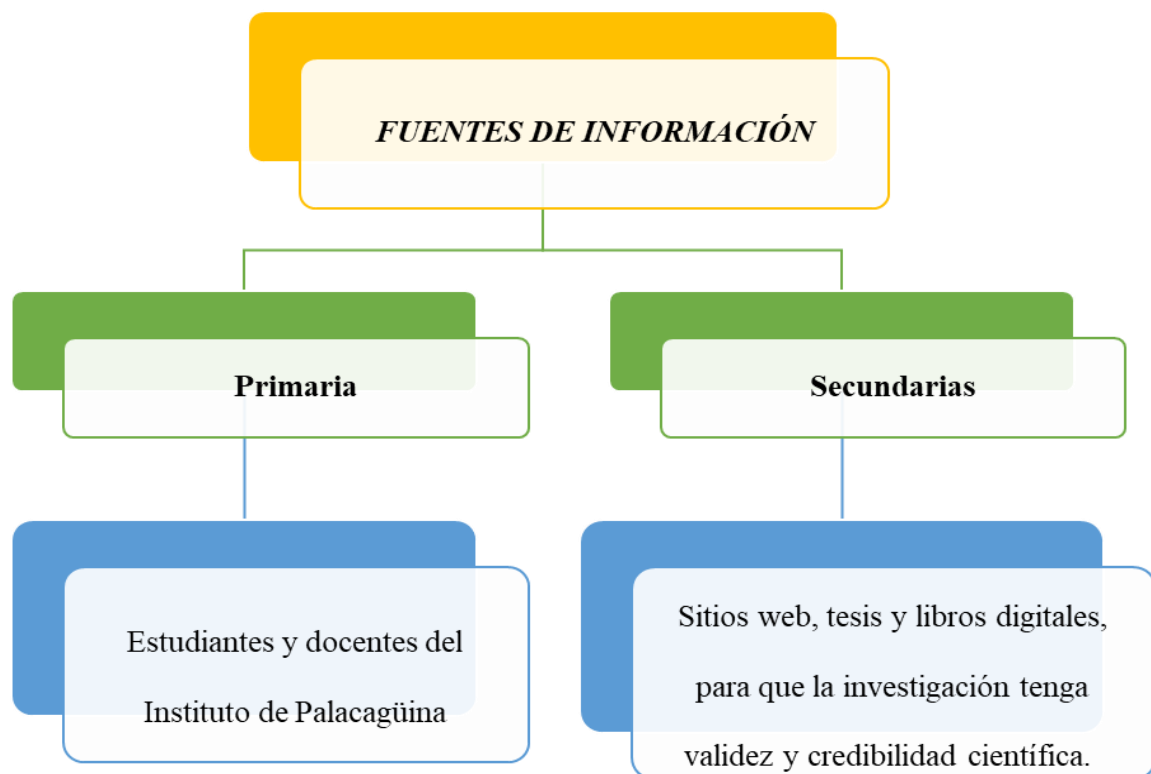 FUENTES DE INFORMACIÓN
Primaria
Secundarias
Estudiantes y docentes del
Instituto de Palacagüina
Sitios web, tesis y libros digitales,
para que la investigación tenga
validez y credibilidad científica.